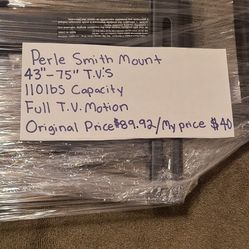 Perle Smith Mount
43"-75" T.V.'s
110lbs Capacity
Full T.V. Motion
Original Price $89.92/My price $40